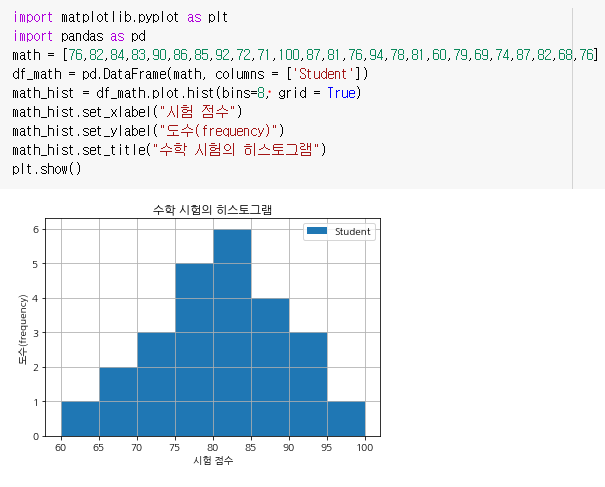 import matplotlib.pyplot as plt
import pandas as pd
math = [76,82,84,83,90,86,85,92,72,71,100,87,81,76,94,78,81,60,79,69,74,87,82,68,76]
df_math = pd.DataFrame(math, columns = ['Student'])
math_hist = df_math.plot.hist(bins=8, grid = True)
math_hist.set_xlabel("시험 점수")
math_hist.set_ylabel("도수(frequency)")
math_hist.set_title("수학 시험의 히스토그램")
plt.show()
수학 시험의 히스토그램
Student
도수(frequency)
6
5
4
3
2
1
0
60 65 70 75 80 85 90 95 100
시험 점수